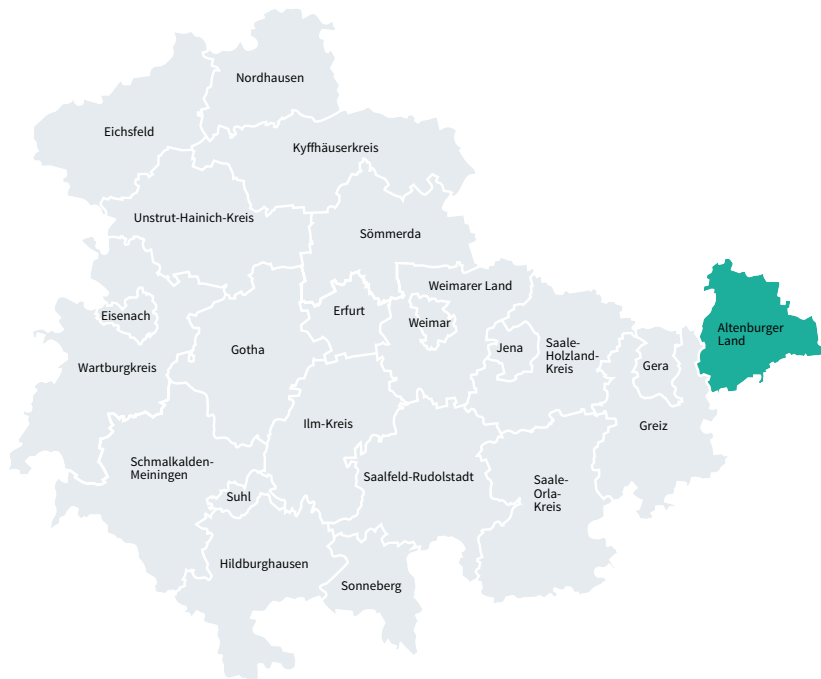 Nordhausen
Eichsfeld
Kyffhäuserkreis
Unstrut-Hainich-Kreis
Sömmerda
Weimarer Land
Eisenach
Erfurt
Weimar
Altenburger
Land
Gotha
Jena
Saale-
Holzland-
Kreis
Gera
Wartburgkreis
Ilm-Kreis
Greiz
Schmalkalden-
Meiningen
Saalfeld-Rudolstadt
Saale-
Orla-
Kreis
Suhl
Hildburghausen
Sonneberg